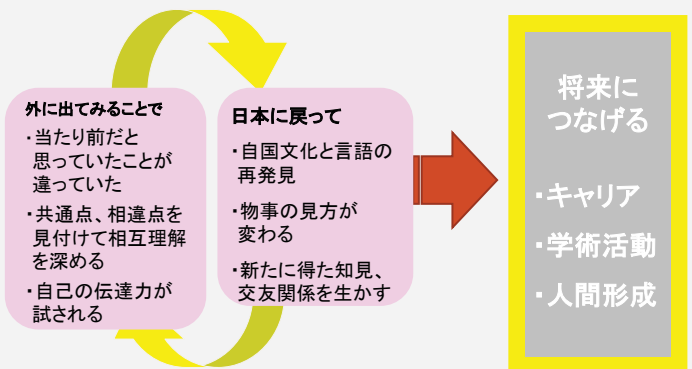 外に出てみることで
・当たり前だと
思っていたことが
違っていた
・共通点、相違点を
見付けて相互理解
を深める
・自己の伝達力が
試される
日本に戻って
・自国文化と言語の
再発見
・物事の見方が
変わる
・新たに得た知見、
交友関係を生かす
将来に
つなげる
・キャリア
・学術活動
・人間形成